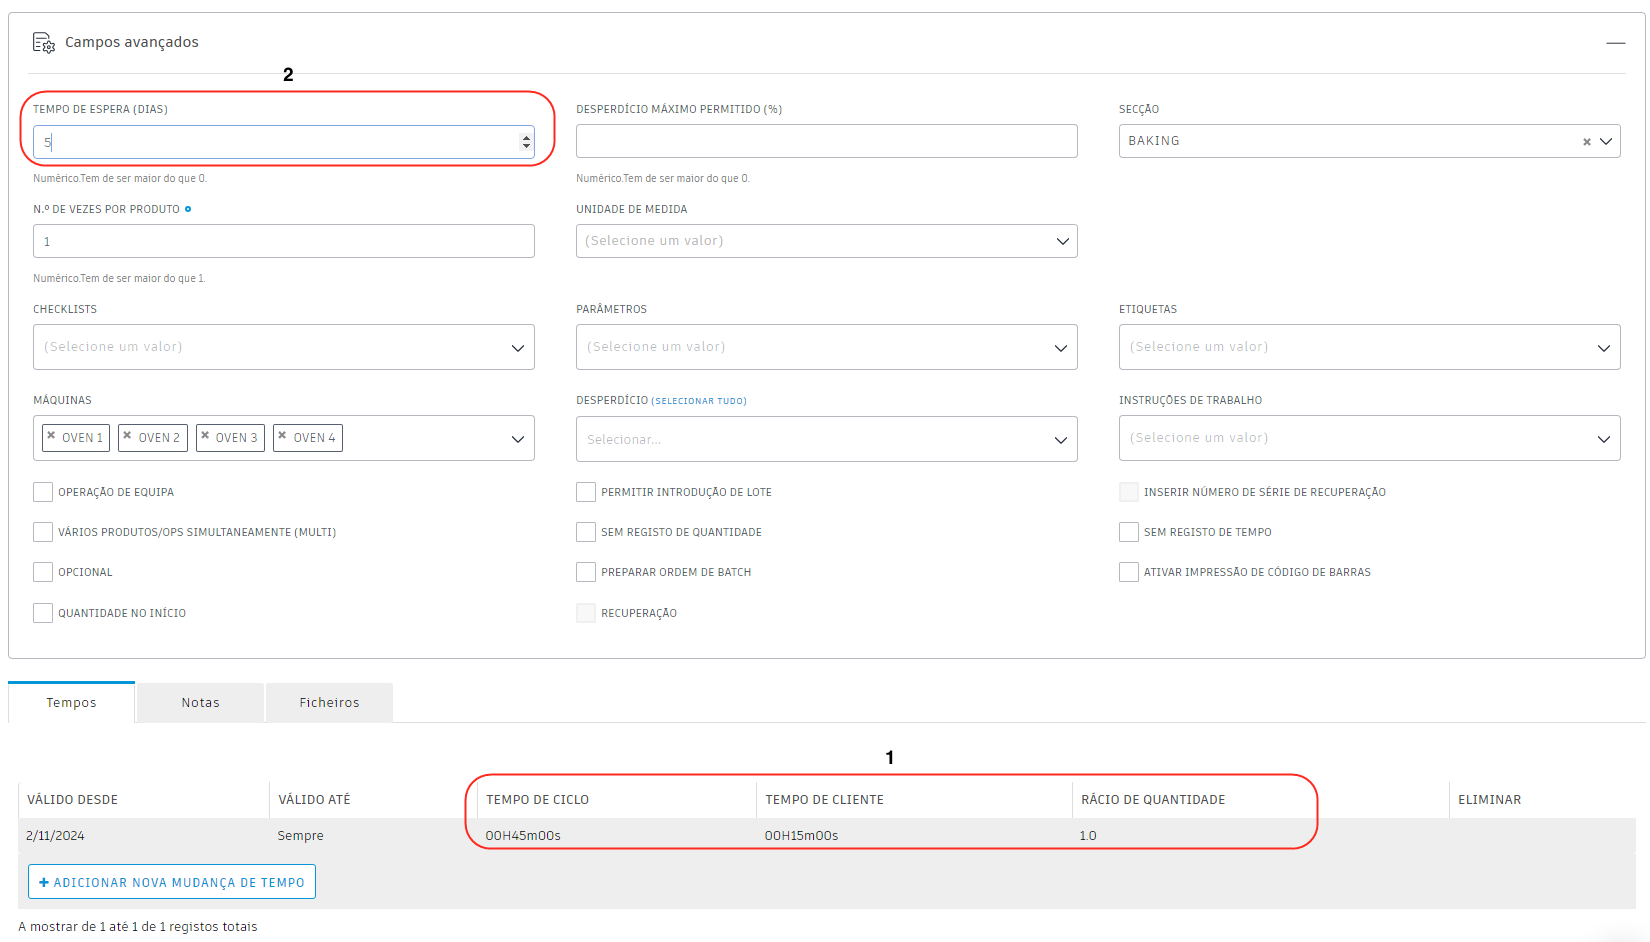 Campos avançados
2
TEMPO DE ESPERA (DIAS)
DESPERDÍCIO MÁXIMO PERMITIDO (%)
SECÇÃO
5
BAKING
Numérico.Tem de ser maior do que 0.
Numérico.Tem de ser maior do que 0.
N.º DE VEZES POR PRODUTO
UNIDADE DE MEDIDA
1
(Selecione um valor)
Numérico.Tem de ser maior do que 1.
CHECKLISTS
PARÂMETROS
ETIQUETAS
(Selecione um valor)
(Selecione um valor)
(Selecione um valor)
MÁQUINAS
DESPERDÍCIO (SELECIONAR TUDO)
INSTRUÇÕES DE TRABALHO
× OVEN 1 × OVEN 2 × OVEN 3 × OVEN 4
Selecionar...
(Selecione um valor)
OPERAÇÃO DE EQUIPA
PERMITIR INTRODUÇÃO DE LOTE
INSERIR NÚMERO DE SÉRIE DE RECUPERAÇÃO
VÁRIOS PRODUTOS/OPS SIMULTANEAMENTE (MULTI)
SEM REGISTO DE QUANTIDADE
SEM REGISTO DE TEMPO
OPCIONAL
PREPARAR ORDEM DE BATCH
ATIVAR IMPRESSÃO DE CÓDIGO DE BARRAS
QUANTIDADE NO INÍCIO
RECUPERAÇÃO
Tempos
Notas
Ficheiros
1
VÁLIDO DESDE
VÁLIDO ATÉ
TEMPO DE CICLO
TEMPO DE CLIENTE
RÁCIO DE QUANTIDADE
ELIMINAR
2/11/2024
Sempre
00H45m00s
00H15m00s
1.0
+ ADICIONAR NOVA MUDANÇA DE TEMPO
A mostrar de 1 até 1 de 1 registos totais